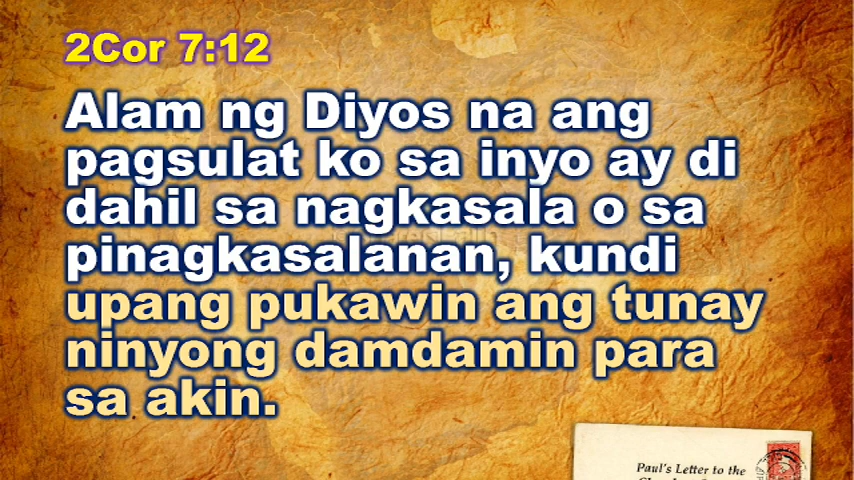 2Cor 7:12
Alam ng Diyos na ang
pagsulat ko sa inyo ay di
dahil sa nagkasala o sa
pinagkasalanan, kundi
upang pukawin ang tunay
ninyong damdamin para
sa akin.
Paul's Letter to the